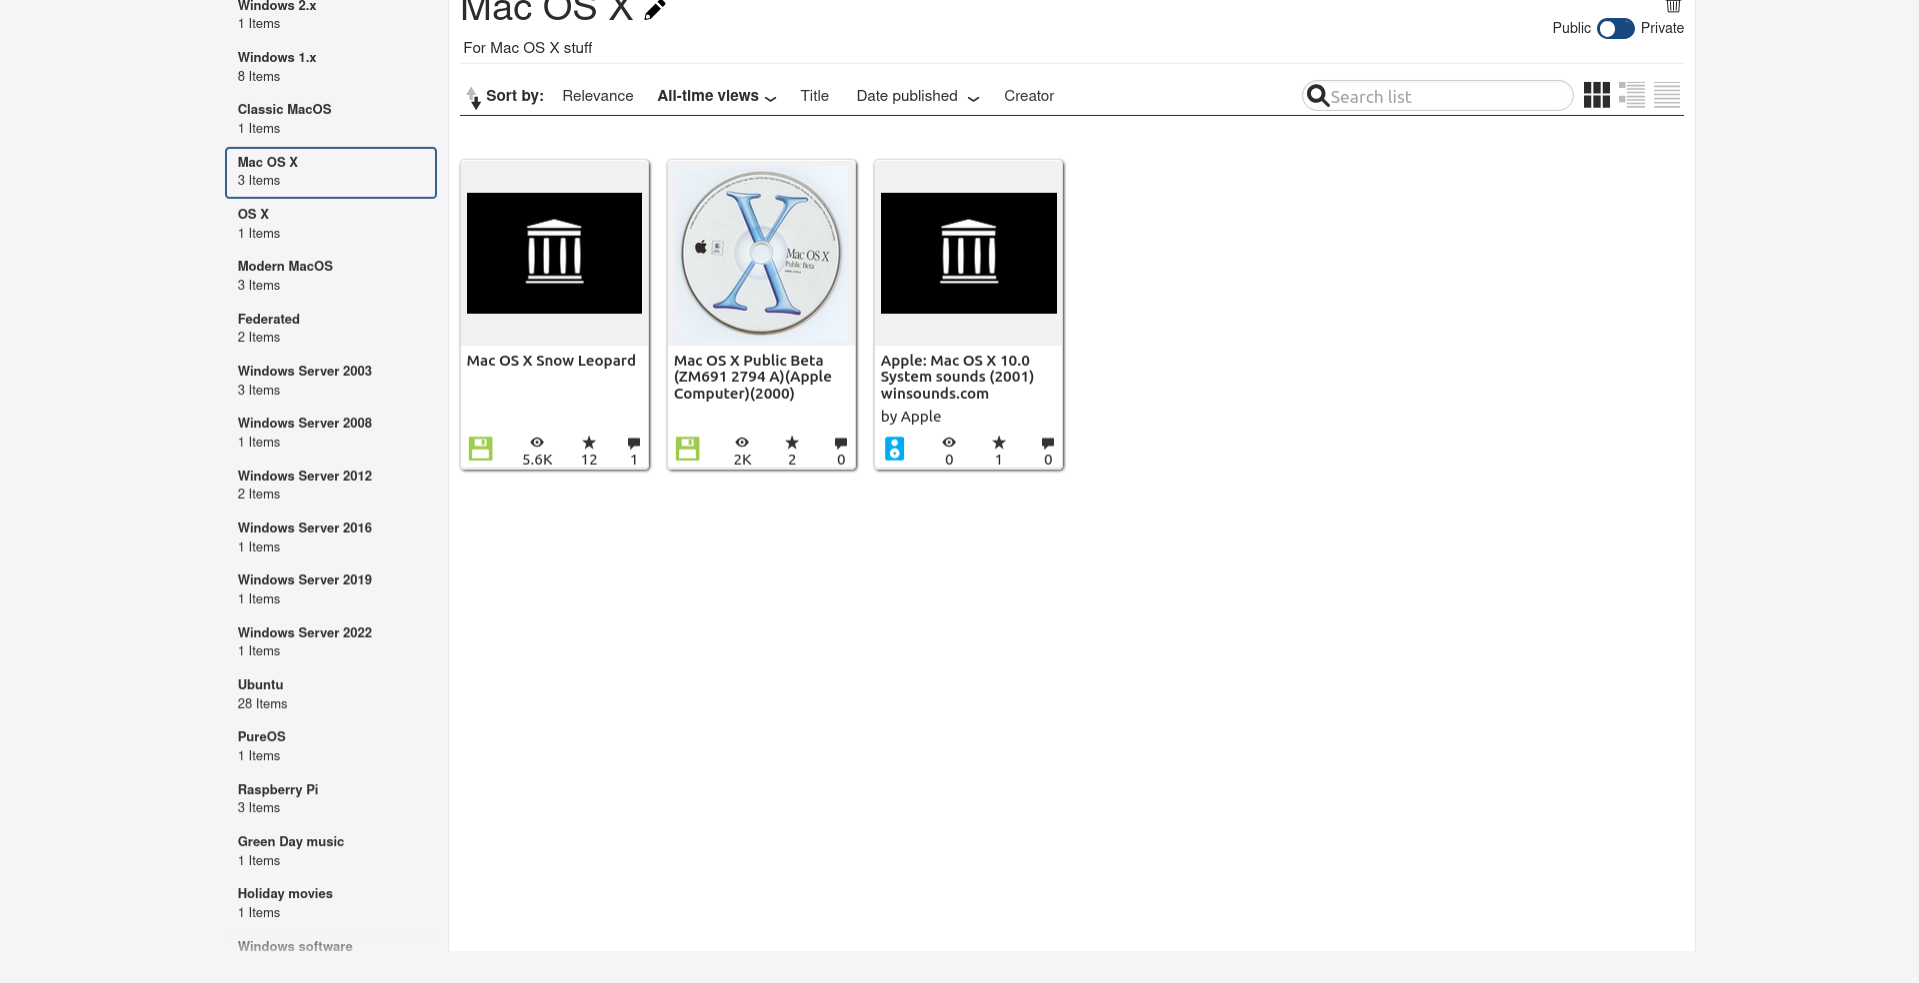 Windows 2.x
1 Items
Windows 1.x
8 Items
Classic MacOS
1 Items
Mac OS X
3 Items
OS X
1 Items
Modern MacOS
3 Items
Federated
2 Items
Windows Server 2003
3 Items
Windows Server 2008
1 Items
Windows Server 2012
2 Items
Windows Server 2016
1 Items
Windows Server 2019
1 Items
Windows Server 2022
1 Items
Ubuntu
28 Items
PureOS
1 Items
Raspberry Pi
3 Items
Green Day music
1 Items
Holiday movies
1 Items
Windows software
Mac OS X
Public Private
For Mac OS X stuff
Sort by: Relevance All-time views Title Date published Creator
Search list
Mac OS X Snow Leopard
5.6K 12 1
Mac OS X
Public Beta
Mac OS X Public Beta
(ZM691 2794 A)(Apple
Computer)(2000)
2K 2 0
Apple: Mac OS X 10.0
System sounds (2001)
winsounds.com
by Apple
0 1 0